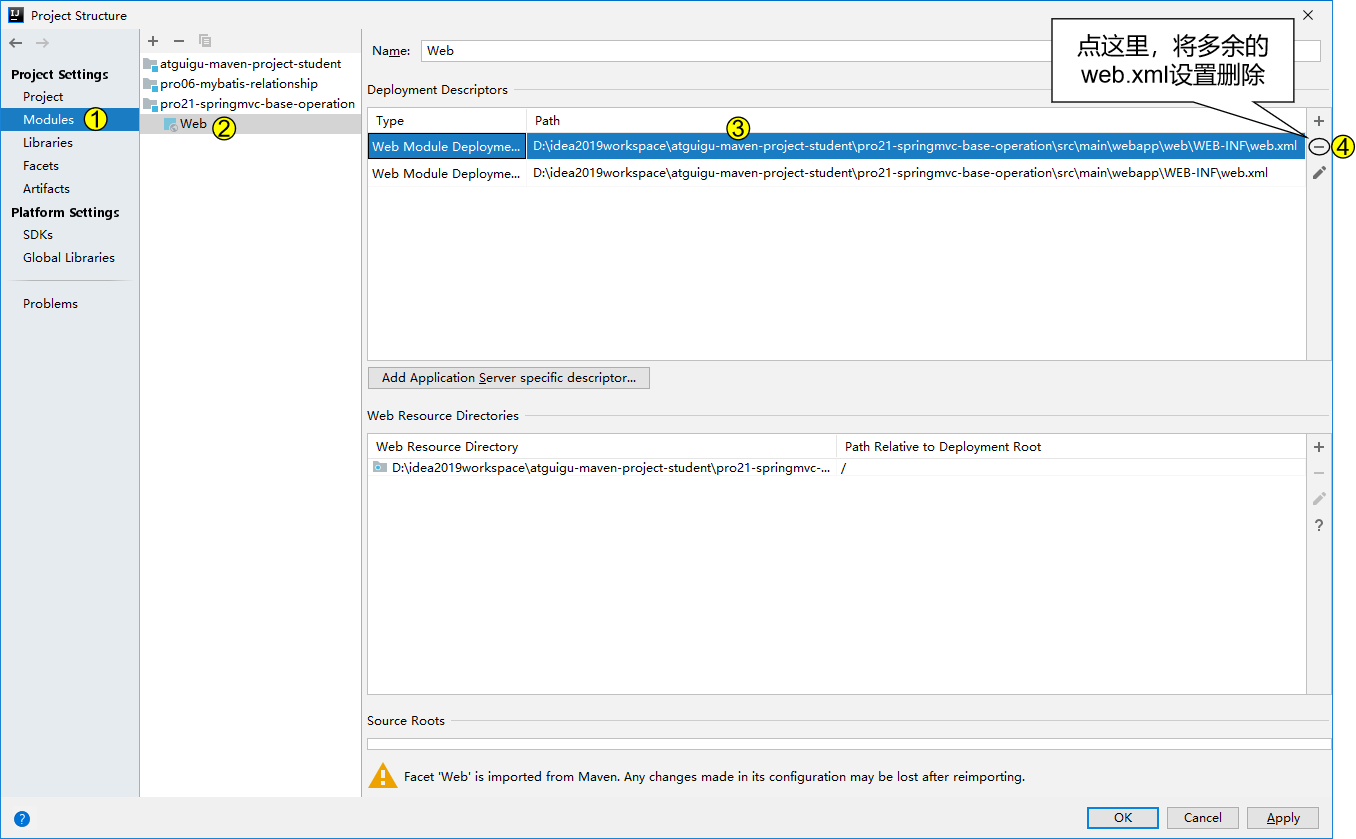 Project Structure
点这里，将多余的
web.xml设置删除
Project Settings
Project
Modules
Libraries
Facets
Artifacts
Platform Settings
SDKs
Global Libraries
Problems
1
atguigu-maven-project-student
pro06-mybatis-relationship
pro21-springmvc-base-operation
Web
2
Name: Web
Deployment Descriptors
Type Path
3
Web Module Deployme... D:\idea2019workspace\atguigu-maven-project-student\pro21-springmvc-base-operation\src\main\webapp\web\WEB-INF\web.xml
4
Web Module Deployme... D:\idea2019workspace\atguigu-maven-project-student\pro21-springmvc-base-operation\src\main\webapp\WEB-INF\web.xml
Add Application Server specific descriptor...
Web Resource Directories
Web Resource Directory Path Relative to Deployment Root
D:\idea2019workspace\atguigu-maven-project-student\pro21-springmvc-... /
?
Source Roots
Facet 'Web' is imported from Maven. Any changes made in its configuration may be lost after reimporting.
?
OK Cancel Apply